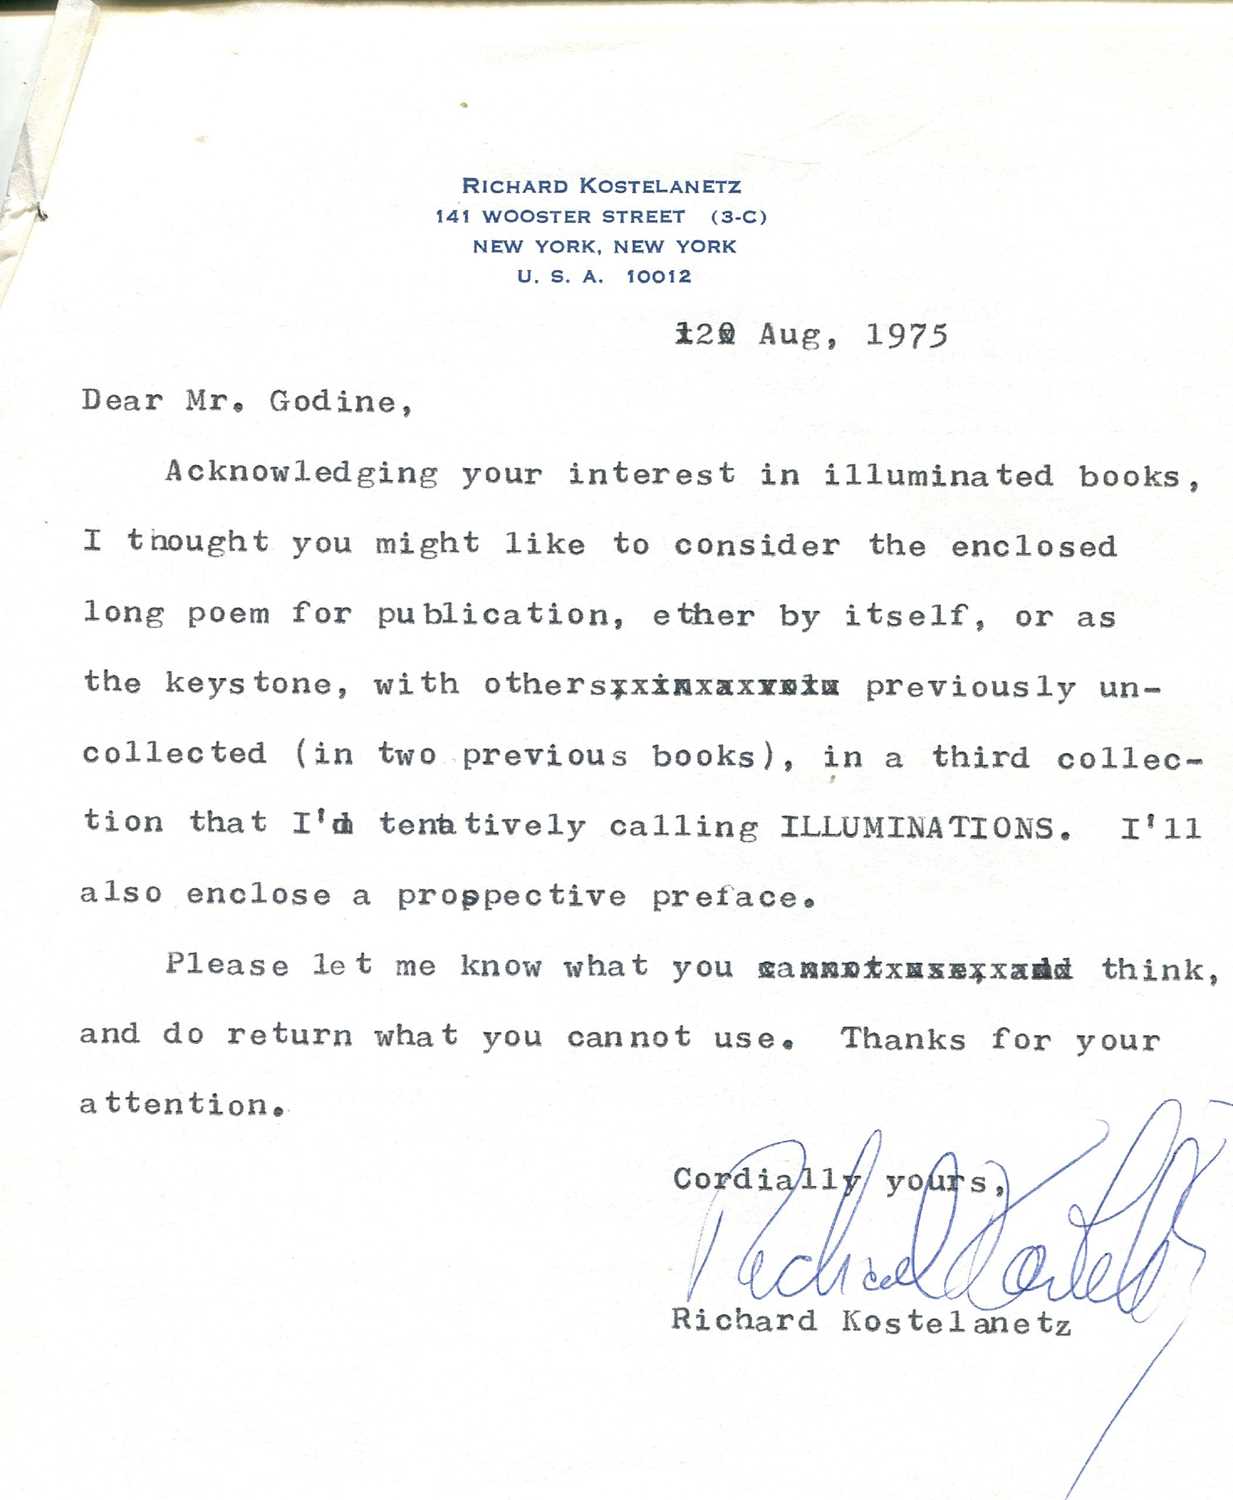 RICHARD KOSTELANETZ
141 WOOSTER STREET (3-C)
NEW YORK, NEW YORK
U. S. A. 10012
Aug, 1975
Dear Mr. Godine,
Acknowledging your interest in illuminated books,
I thought you might like to consider the enclosed
long poem for publication, ether by itself, or as
the keystone, with others, previously un-
collected (in two previous books), in a third collec-
tion that I'd tentatively calling ILLUMINATIONS. I'll
also enclose a prospective preface.
Please let me know what you think,
and do return what you cannot use. Thanks for your
attention.
Cordially yours,
Richard Kostelanetz
Richard Kostelanetz